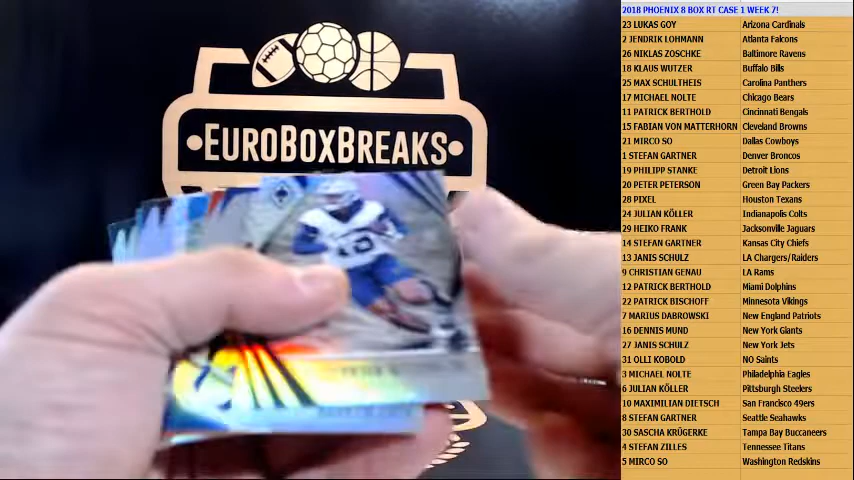 EUROBOXBREAKS
2018 PHOENIX 8 BOX RT CASE 1 WEEK 7!
23 LUKAS GOY Arizona Cardinals
2 JENDRIK LOHMANN Atlanta Falcons
26 NIKLAS ZOSCHKE Baltimore Ravens
18 KLAUS WUTZER Buffalo Bills
25 MAX SCHULTHEIS Carolina Panthers
17 MICHAEL NOLTE Chicago Bears
11 PATRICK BERTHOLD Cincinnati Bengals
15 FABIAN VON MATTERHORN Cleveland Browns
21 MIRCO SO Dallas Cowboys
1 STEFAN GARTNER Denver Broncos
19 PHILIPP STANKE Detroit Lions
20 PETER PETERSON Green Bay Packers
28 PIXEL Houston Texans
24 JULIAN KÖLLER Indianapolis Colts
29 HEIKO FRANK Jacksonville Jaguars
14 STEFAN GARTNER Kansas City Chiefs
13 JANIS SCHULZ LA Chargers/Raiders
9 CHRISTIAN GENAU LA Rams
12 PATRICK BERTHOLD Miami Dolphins
22 PATRICK BISCHOFF Minnesota Vikings
7 MARIUS DABROWSKI New England Patriots
16 DENNIS MUND New York Giants
27 JANIS SCHULZ New York Jets
31 OLLI KOBOLD NO Saints
3 MICHAEL NOLTE Philadelphia Eagles
6 JULIAN KÖLLER Pittsburgh Steelers
10 MAXIMILIAN DIETSCH San Francisco 49ers
8 STEFAN GARTNER Seattle Seahawks
30 SASCHA KRÜGERKE Tampa Bay Buccaneers
4 STEFAN ZILLES Tennessee Titans
5 MIRCO SO Washington Redskins